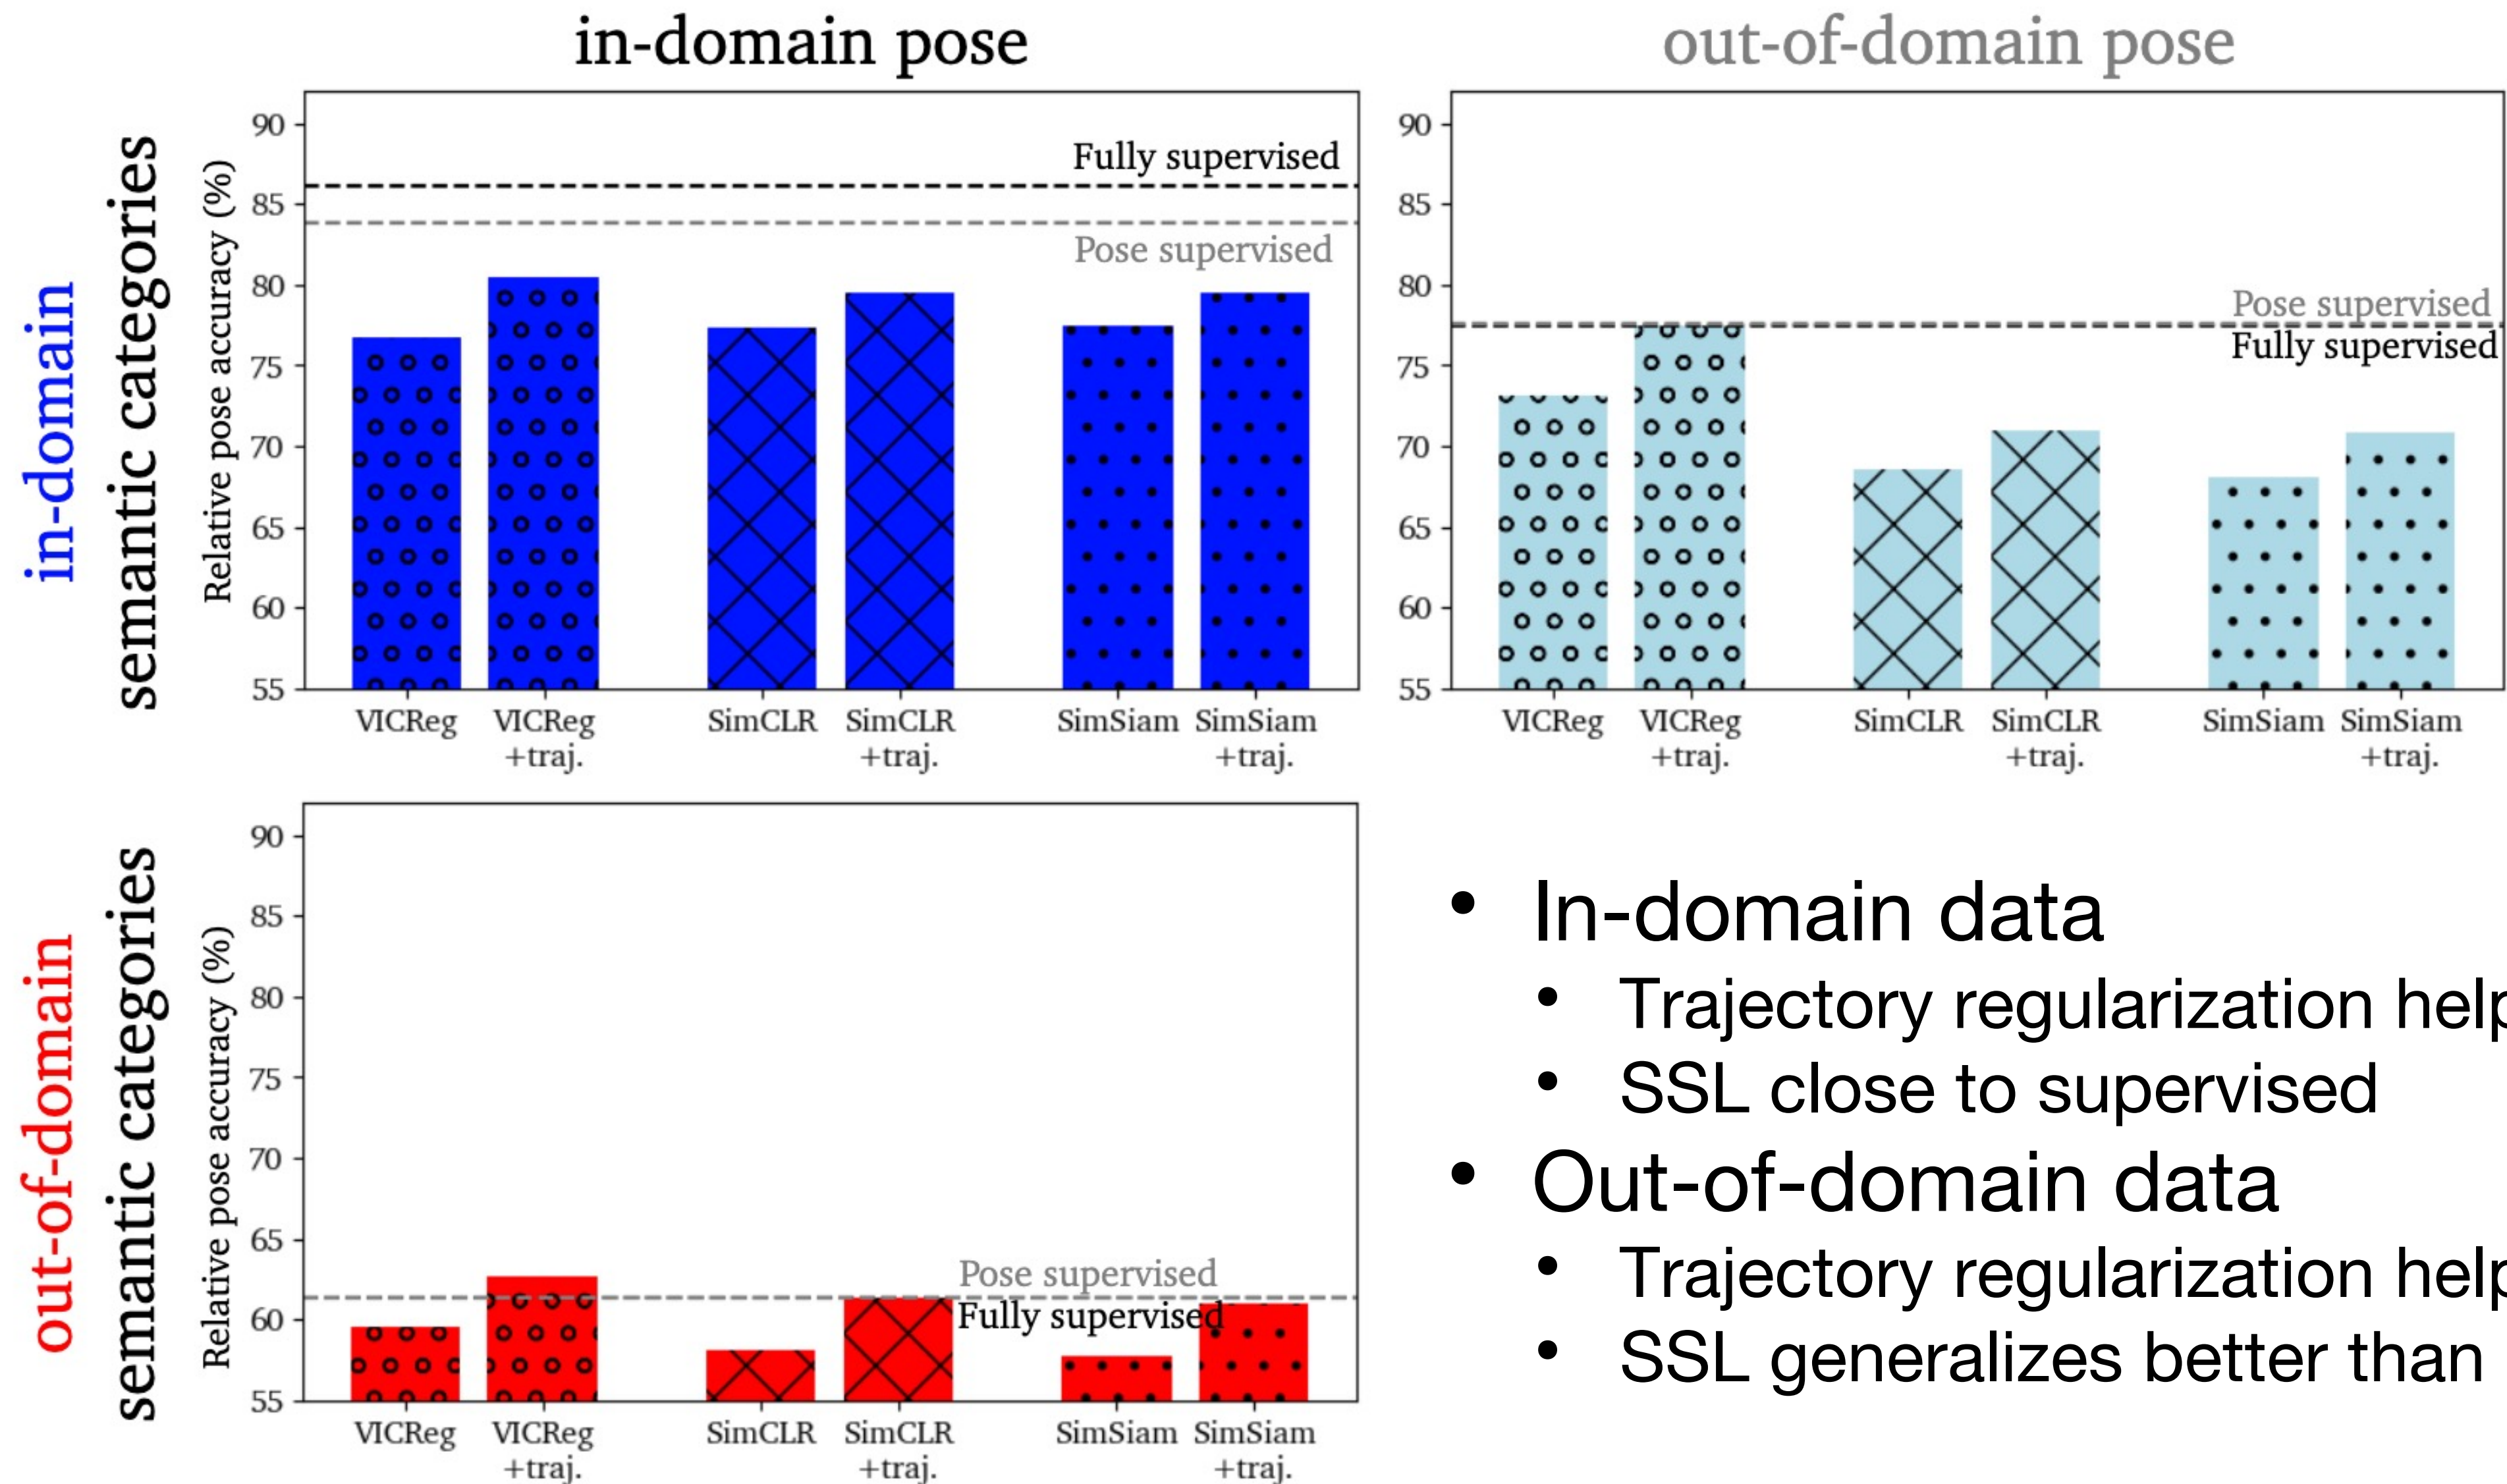 in-domain pose
out-of-domain pose
in-domain
semantic categories
Relative pose accuracy (%)
90
85
80
75
70
65
60
55
Fully supervised
Pose supervised
VICReg
VICReg
+traj.
SimCLR
SimCLR
+traj.
SimSiam
SimSiam
+traj.
90
85
80
75
70
65
60
55
Pose supervised
Fully supervised
VICReg
VICReg
+traj.
SimCLR
SimCLR
+traj.
SimSiam
SimSiam
+traj.
out-of-domain
semantic categories
Relative pose accuracy (%)
90
85
80
75
70
65
60
55
Pose supervised
Fully supervised
VICReg
VICReg
+traj.
SimCLR
SimCLR
+traj.
SimSiam
SimSiam
+traj.
• In-domain data
• Trajectory regularization help
• SSL close to supervised
• Out-of-domain data
• Trajectory regularization help
• SSL generalizes better than